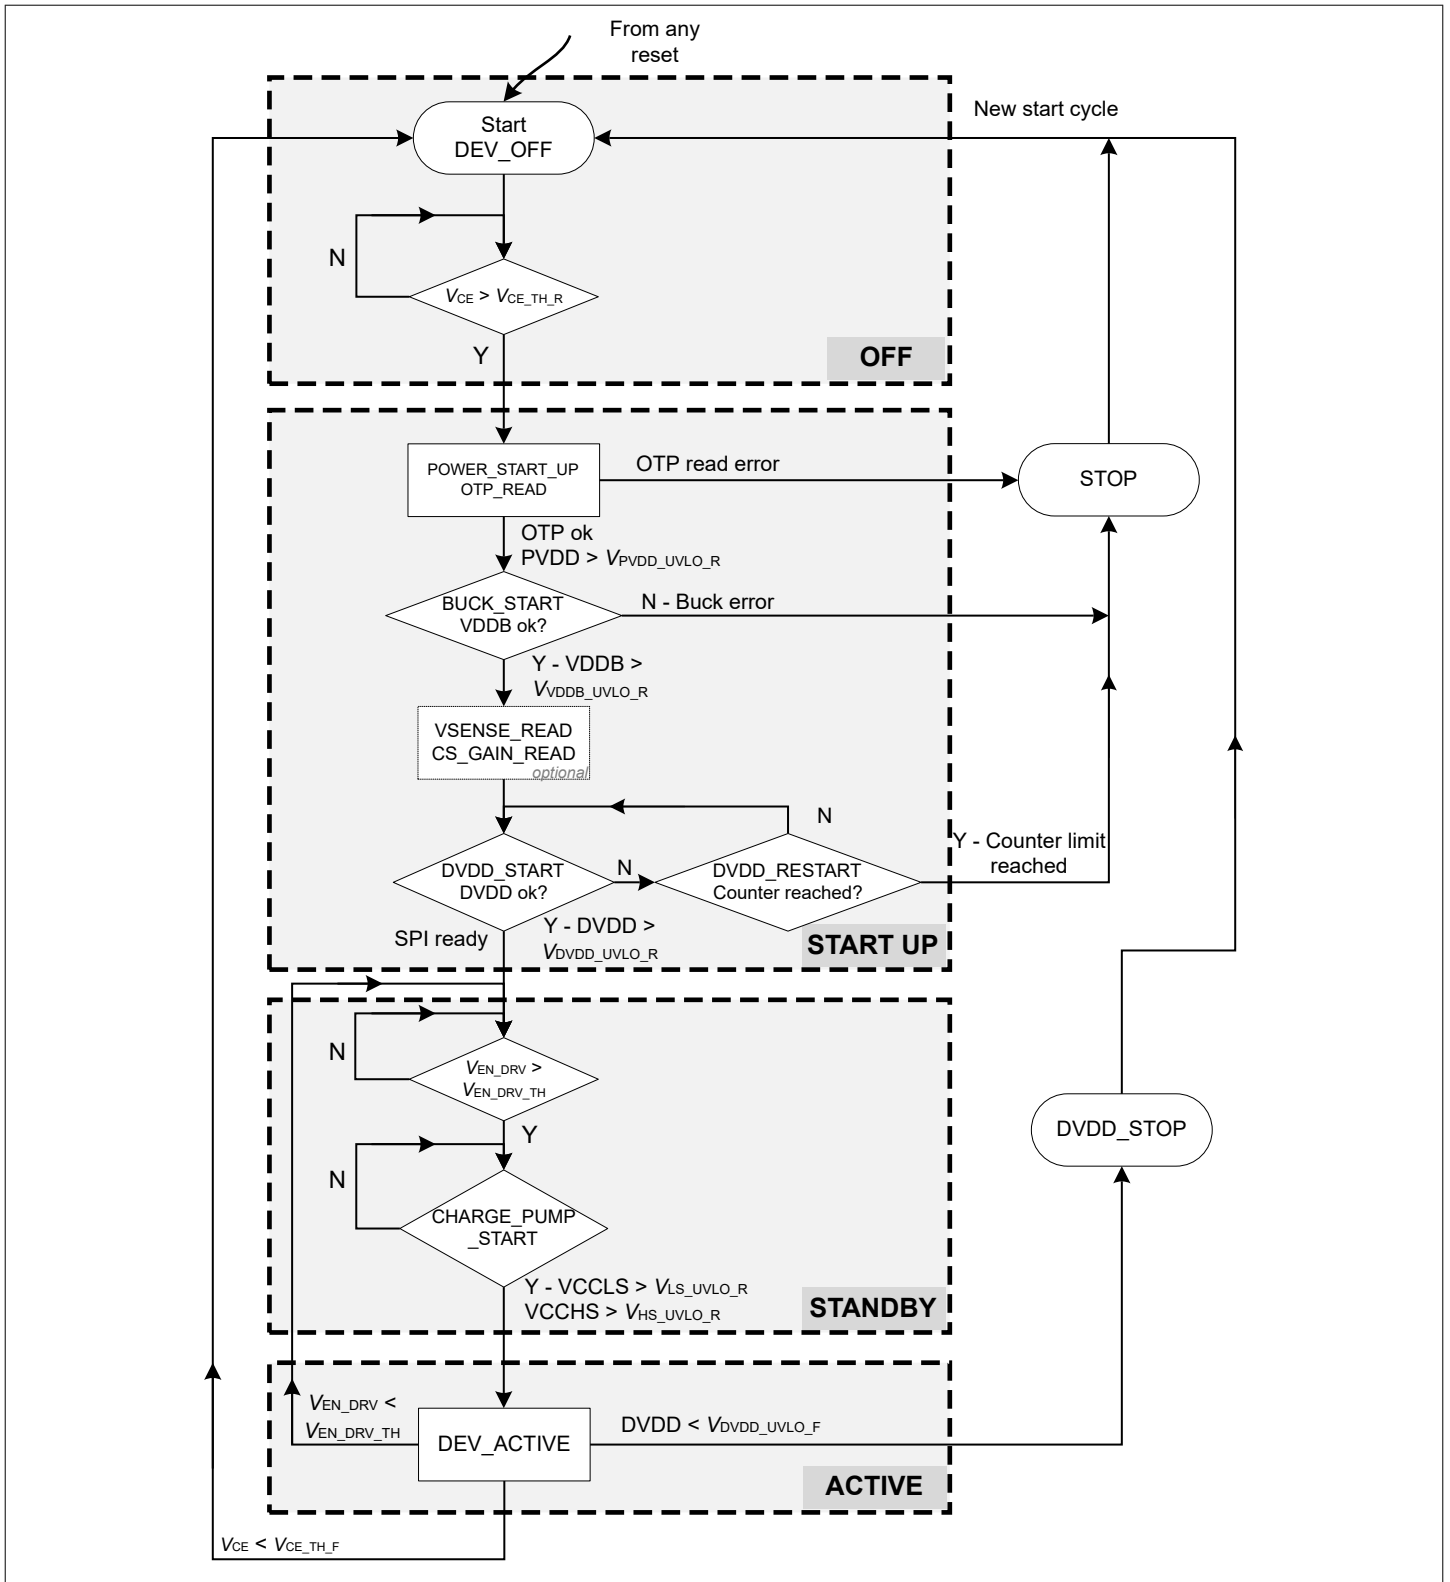 From any
reset
New start cycle
Start
DEV_OFF
N
VCE > VCE_TH_R
Y
OFF
POWER_START_UP
OTP_READ
OTP read error
STOP
OTP ok
PVDD > VPVDD_UVLO_R
BUCK_START
VDDB ok?
N - Buck error
Y - VDDB >
VVDDB_UVLO_R
VSENSE_READ
CS_GAIN_READ
optional
N
DVDD_START
DVDD ok?
N
DVDD_RESTART
Counter reached?
Y - Counter limit
reached
SPI ready
Y - DVDD >
VDVDD_UVLO_R
START UP
N
VEN_DRV >
VEN_DRV_TH
Y
DVDD_STOP
N
CHARGE_PUMP
_START
Y - VCCLS > VLS_UVLO_R
VCCHS > VHS_UVLO_R
STANDBY
VEN_DRV <
VEN_DRV_TH
DEV_ACTIVE
DVDD < VDVDD_UVLO_F
ACTIVE
VCE < VCE_TH_F